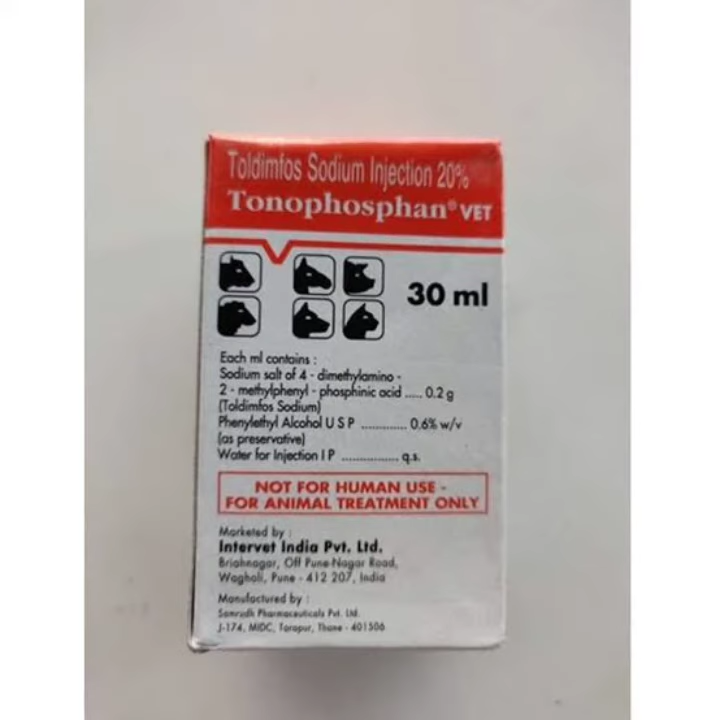 Toldimfos Sodium Injection 20%
Tonophosphan® VET
30 ml
Each ml contains :
Sodium salt of 4 - dimethylamino -
2 - methylphenyl - phosphinic acid ..... 0.2 g
(Toldimfos Sodium)
Phenylethyl Alcohol U S P ............ 0.6% w/v
(as preservative)
Water for Injection I P ............... q.s.
NOT FOR HUMAN USE -
FOR ANIMAL TREATMENT ONLY
Marketed by :
Intervet India Pvt. Ltd.
Briahnagar, Off Pune-Nagar Road,
Wagholi, Pune - 412 207, India
Manufactured by :
Samrudh Pharmaceuticals Pvt. Ltd.
J-174, MIDC, Tarapur, Thane - 401506